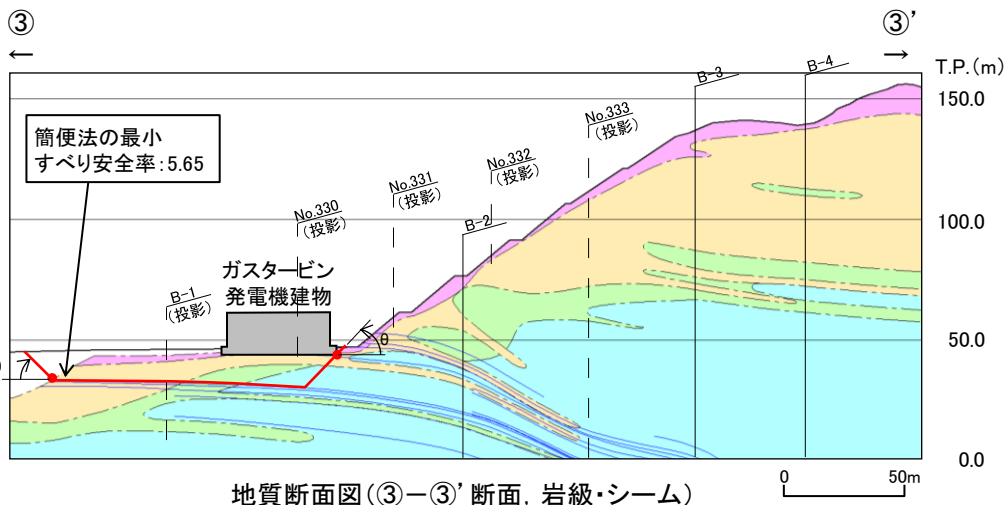 ③
③’
←
→
T.P.(m)
B-3
B-4
150.0
簡便法の最小
すべり安全率:5.65
No.333
(投影)
No.332
(投影)
No.331
(投影)
No.330
(投影)
B-2
100.0
ガスタービン
発電機建物
B-1
(投影)
θ
50.0
0.0
0
50m
地質断面図(③-③’断面,岩級・シーム)